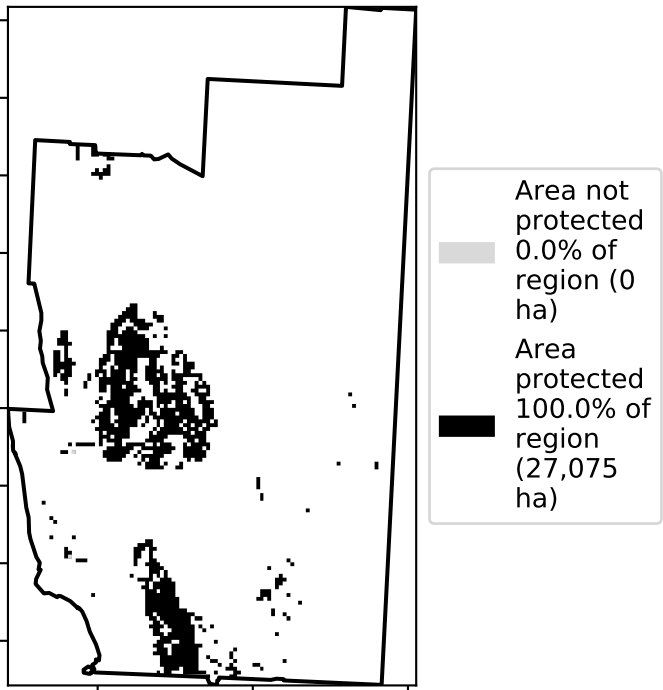 Area not
protected
0.0% of
region (0
ha)
Area
protected
100.0% of
region
(27,075
ha)